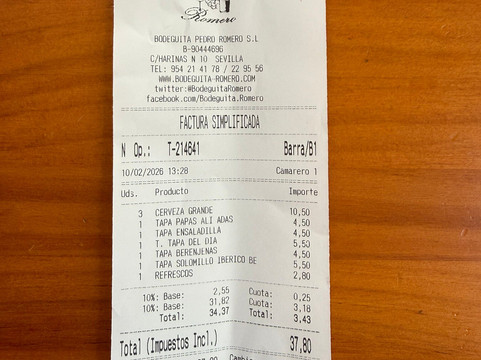 Romero
BODEGUITA PEDRO ROMERO S.L
B-90444696
C/HARINAS N 10 SEVILLA
TEL: 954 21 41 78 / 22 95 56
WWW.BODEGUITA-ROMERO.COM
twitter:#BodeguitaRomero
facebook.com/Bodeguita.Romero
FACTURA SIMPLIFICADA
N Op.: T-214641 Barra/B1
10/02/2026 13:28 Camarero 1
Uds. Producto Importe
3 CERVEZA GRANDE 10,50
1 TAPA PAPAS ALI ADAS 4,50
1 TAPA ENSALADILLA 4,50
1 T. TAPA DEL DIA 5,50
1 TAPA BERENJENAS 4,50
1 TAPA SOLOMILLO IBERICO BE 5,50
1 REFRESCOS 2,80
10%: Base: 2,55 Cuota: 0,25
10%: Base: 31,82 Cuota: 3,18
Total: 34,37 Total: 3,43
Total (Impuestos Incl.) 37,80